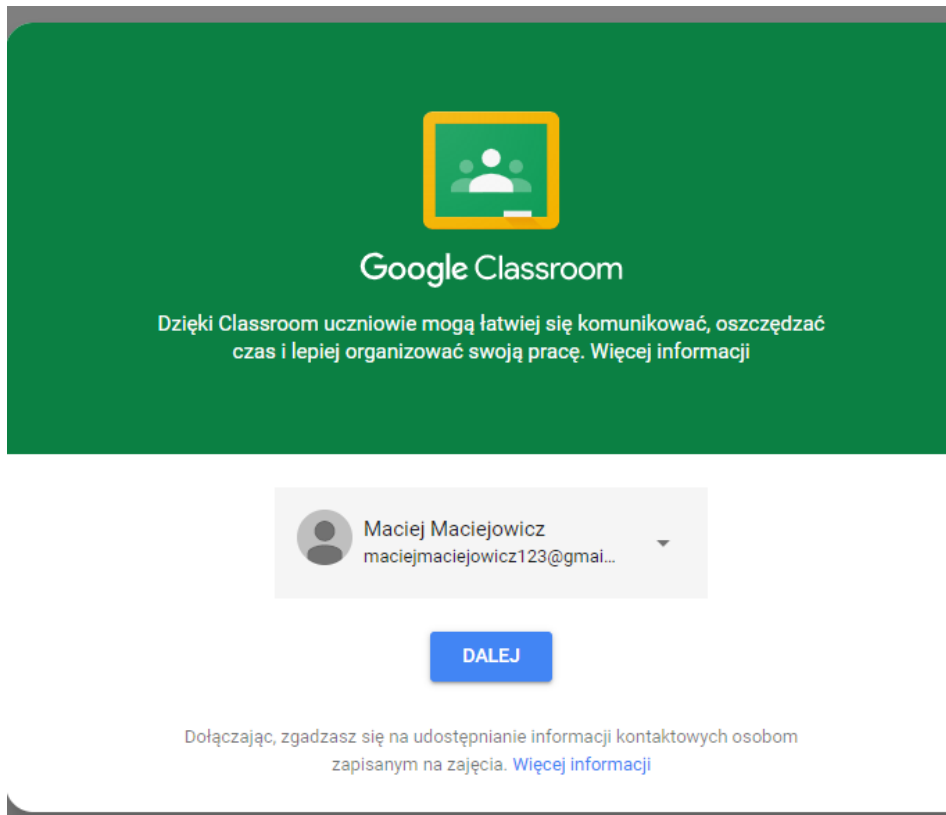 Google Classroom
Dzięki Classroom uczniowie mogą łatwiej się komunikować, oszczędzać
czas i lepiej organizować swoją pracę. Więcej informacji
Maciej Maciejowicz
maciejmaciejowicz123@gmai...
DALEJ
Dołączając, zgadzasz się na udostępnianie informacji kontaktowych osobom
zapisanym na zajęcia. Więcej informacji